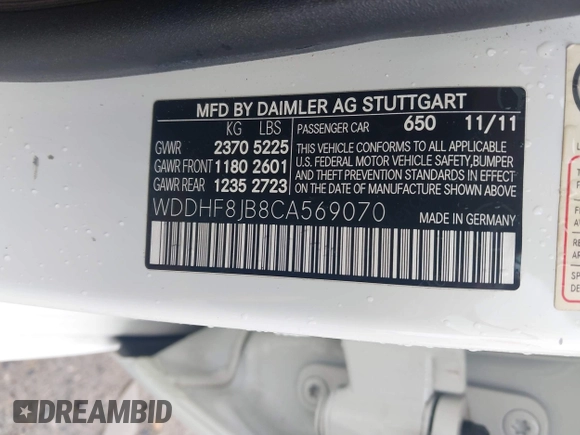 MFD BY DAIMLER AG STUTTGART
KG LBS PASSENGER CAR 650 11/11
GVWR 2370 5225
GAWR FRONT 1180 2601
GAWR REAR 1235 2723
THIS VEHICLE CONFORMS TO ALL APPLICABLE
U.S. FEDERAL MOTOR VEHICLE SAFETY,BUMPER
AND THEFT PREVENTION STANDARDS IN EFFECT
ON THE DATE OF MANUFACTURE SHOWN ABOVE.
WDDHF8JB8CA569070 MADE IN GERMANY
DREAMBID